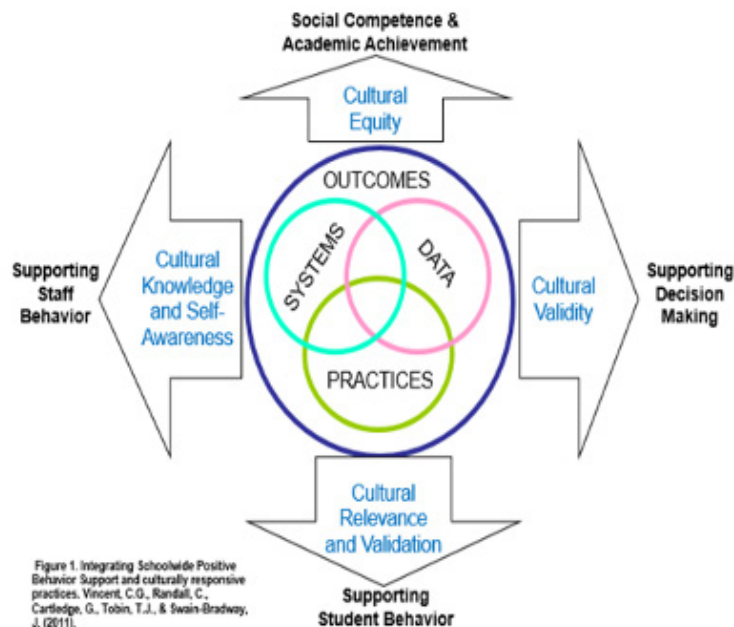 Social Competence &
Academic Achievement
Cultural
Equity
OUTCOMES
SYSTEMS
DATA
PRACTICES
Supporting
Staff
Behavior
Cultural
Knowledge
and Self-
Awareness
Cultural
Validity
Supporting
Decision
Making
Cultural
Relevance
and Validation
Supporting
Student Behavior
Figure 1. Integrating Schoolwide Positive
Behavior Support and culturally responsive
practices. Vincent, C.G., Randall, C.,
Cartledge, G., Tobin, T.J., & Swain-Bradway,
J. (2011).